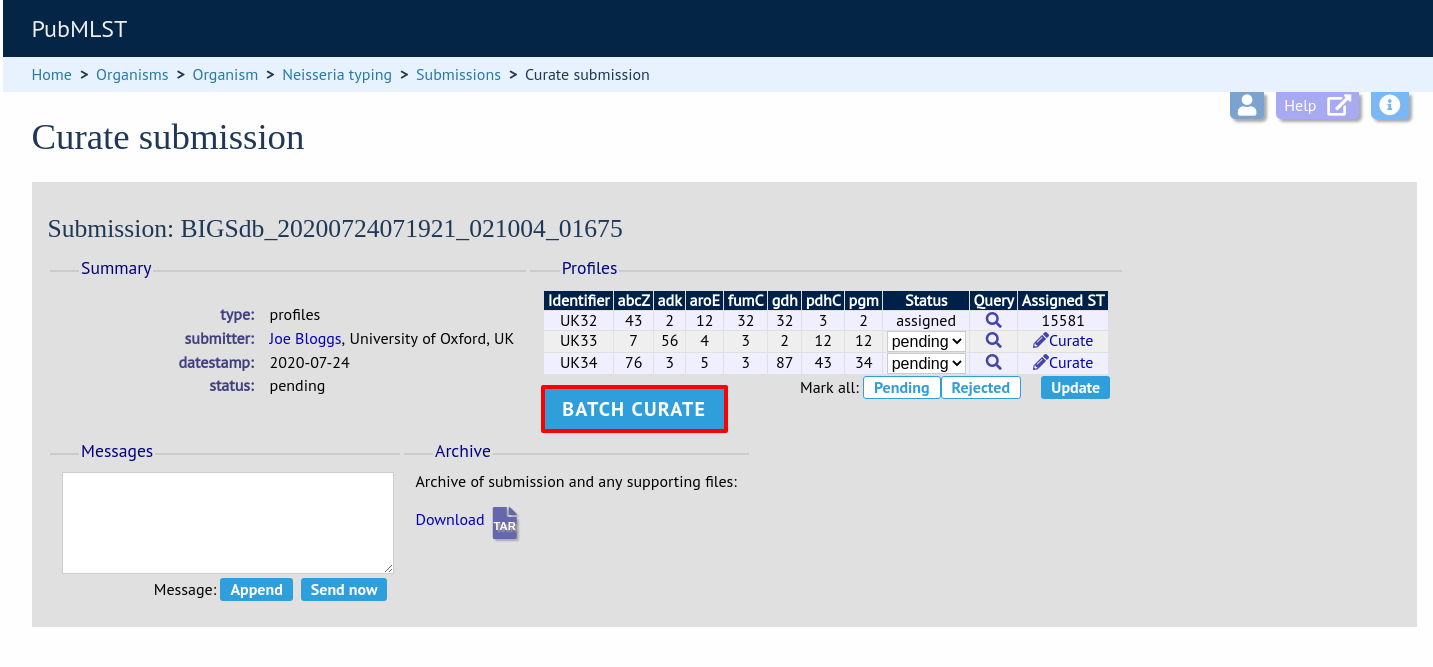 PubMLST
Home > Organisms > Organism > Neisseria typing > Submissions > Curate submission
Help
Curate submission
Submission: BIGSdb_20200724071921_021004_01675
Summary
type: profiles
submitter: Joe Bloggs, University of Oxford, UK
datestamp: 2020-07-24
status: pending
Profiles
Identifier abcZ adk aroE fumC gdh pdhC pgm Status Query Assigned ST
UK32 43 2 12 32 32 3 2 assigned 15581
UK33 7 56 4 3 2 12 12 pending Curate
UK34 76 3 5 3 87 43 34 pending Curate
Mark all: Pending Rejected Update
BATCH CURATE
Messages
Message: Append Send now
Archive
Archive of submission and any supporting files:
Download TAR